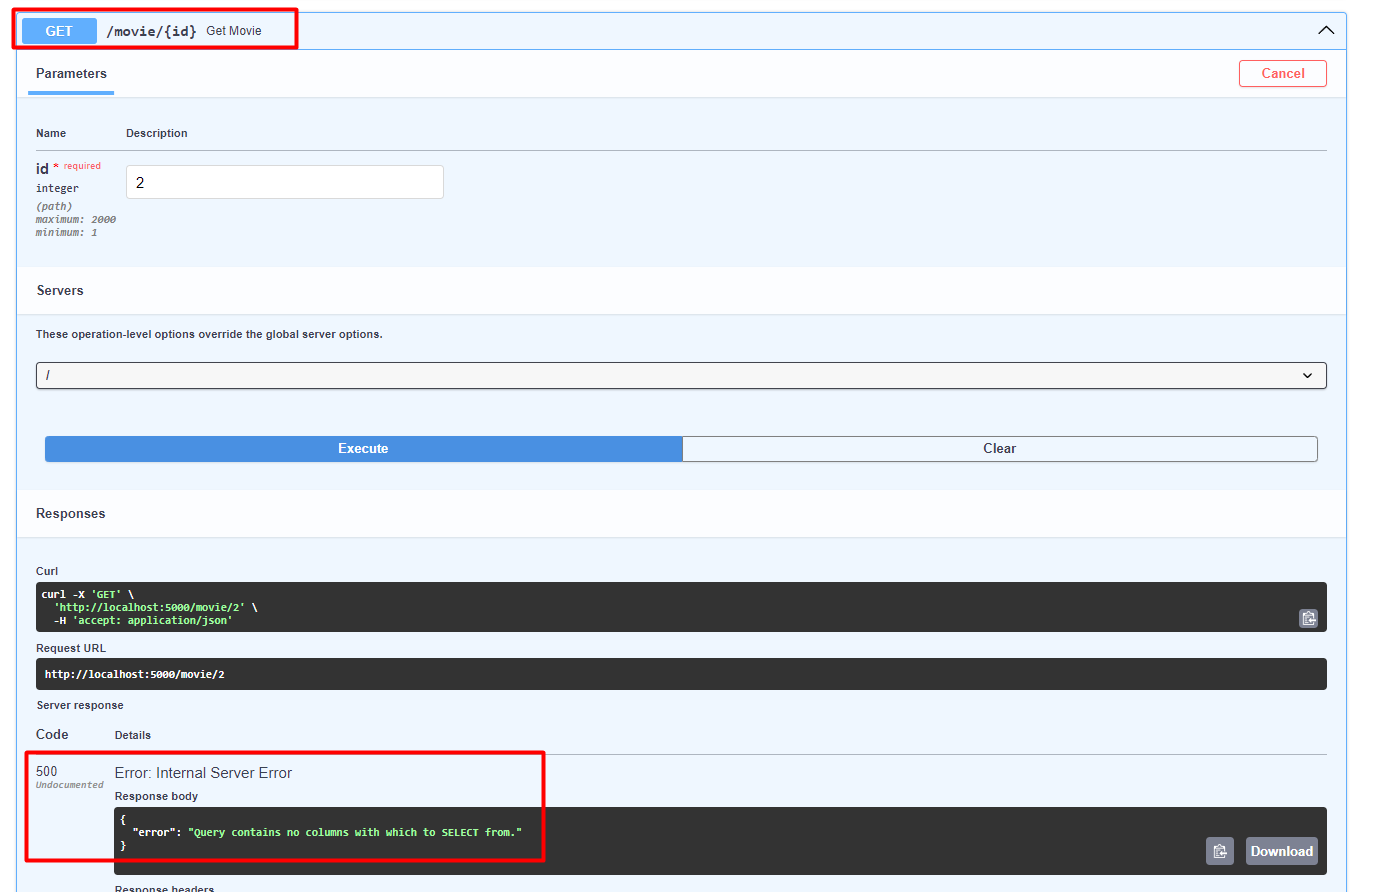 GET /movie/{id} Get Movie
Parameters
Cancel
Name Description
id * required
integer
(path)
maximum: 2000
minimum: 1
2
Servers
These operation-level options override the global server options.
/
Execute Clear
Responses
Curl
curl -X 'GET' \
'http://localhost:5000/movie/2' \
-H 'accept: application/json'
Request URL
http://localhost:5000/movie/2
Server response
Code Details
500
Undocumented
Error: Internal Server Error
Response body
{
"error": "Query contains no columns with which to SELECT from."
}
Download
Response headers